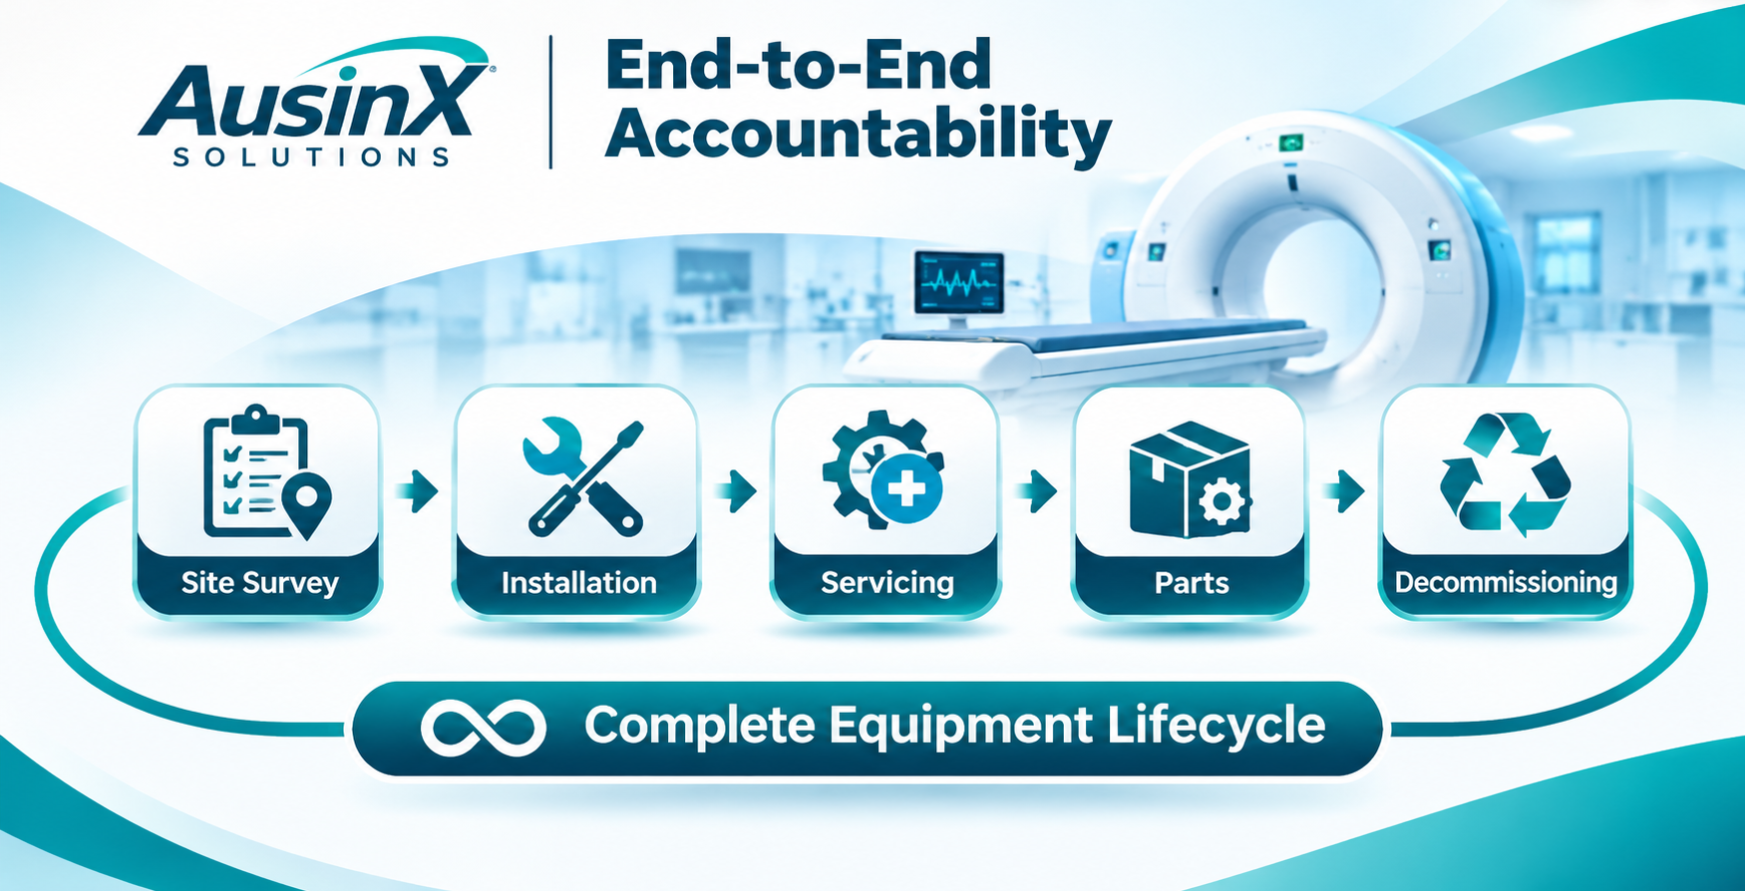 AusinX
SOLUTIONS
End-to-End
Accountability
Site Survey
Installation
Servicing
Parts
Decommissioning
Complete Equipment Lifecycle